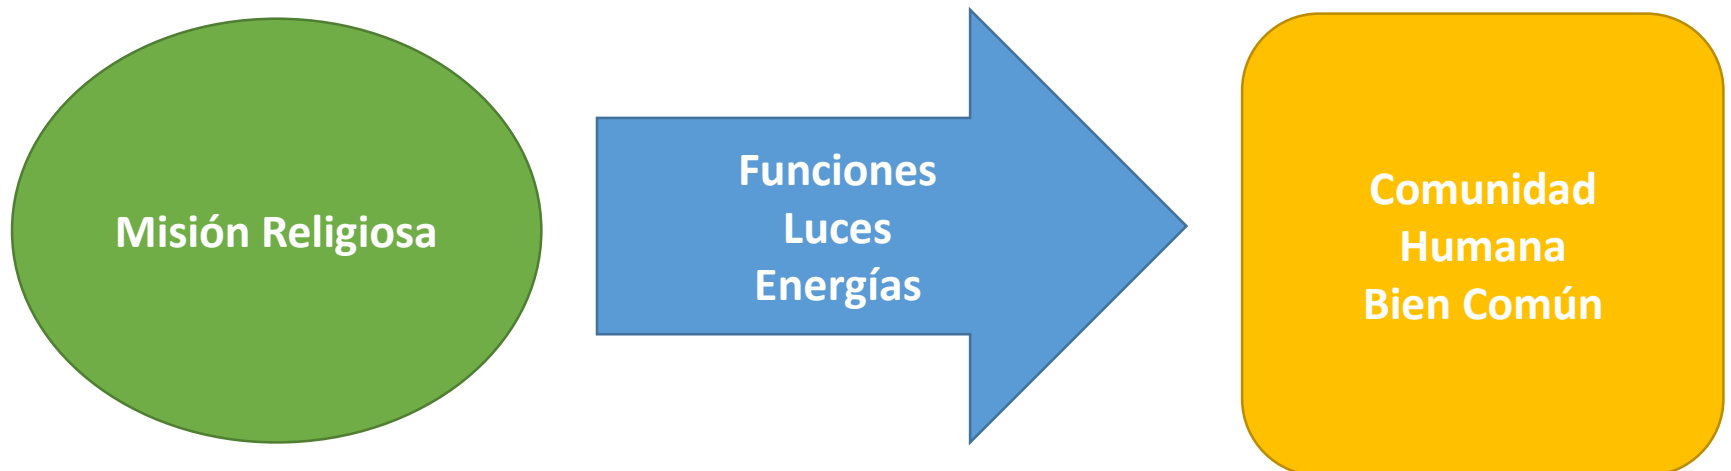 Misión Religiosa
Funciones
Luces
Energías
Comunidad
Humana
Bien Común